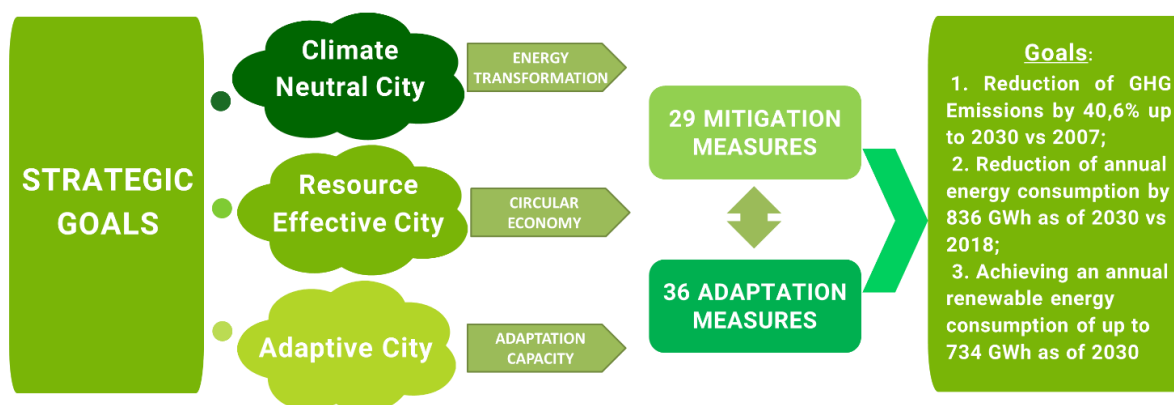 STRATEGIC
GOALS
Climate
Neutral City
ENERGY
TRANSFORMATION
Resource
Effective City
CIRCULAR
ECONOMY
Adaptive City
ADAPTATION
CAPACITY
29 MITIGATION
MEASURES
36 ADAPTATION
MEASURES
Goals:
1. Reduction of GHG
Emissions by 40,6% up
to 2030 vs 2007;
2. Reduction of annual
energy consumption by
836 GWh as of 2030 vs
2018;
3. Achieving an annual
renewable energy
consumption of up to
734 GWh as of 2030